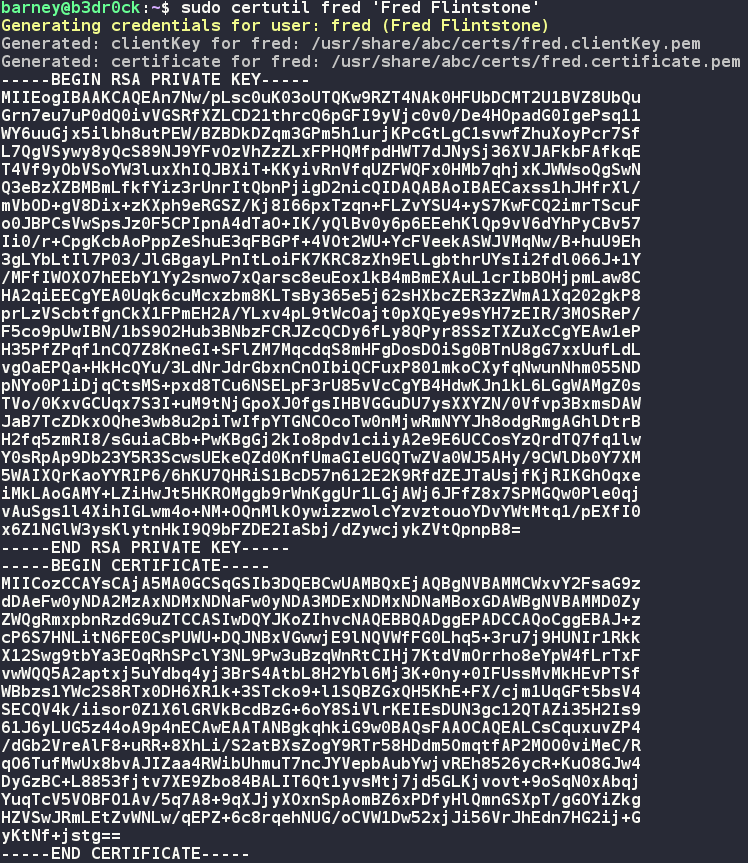 barney@b3dr0ck:~$ sudo certutil fred 'Fred Flintstone'
Generating credentials for user: fred (Fred Flintstone)
Generated: clientKey for fred: /usr/share/abc/certs/fred.clientKey.pem
Generated: certificate for fred: /usr/share/abc/certs/fred.certificate.pem
-----BEGIN RSA PRIVATE KEY-----
MIIEogIBAAKCAQEAn7Nw/pLsc0uK03oUTQKw9RZT4NAk0HFUbDCMT2U1BVZ8UbQu
Grn7eu7uP0dQ0ivVGSRfXZLCD21thrcQ6pGFI9yVjc0v0/De4HOpadG0IgePsq11
WY6uuGjx5ilbh8utPEW/BZBDkDZqm3GPm5h1urjKPcGtLgC1svwfZhuXoyPcr7Sf
L7QgVSywy8yQcS89NJ9YFvOzVhZzZLxFPHQMfpdHWT7dJNySj36XVJAFkbFAfkqE
T4Vf9yObVSoYW3luxXhIQJBXiT+KKyivRnVfqUZFWQFx0HMb7qhjxKJWWsoQgSwN
Q3eBzXZBMBmLfkfYiz3rUnrItQbnPjigD2nicQIDAQABAoIBAECaxss1hJHfrXl/
mVbOD+gV8Dix+zKXph9eRGSZ/Kj8I66pxTzqn+FLZvYSU4+yS7KwFCQ2imrTScuF
o0JBPCsVwSpsJz0F5CPIpnA4dTaO+IK/yQlBv0y6p6EEehKlQp9vV6dYhPyCBv57
Ii0/r+CpgKcbAoPppZeShuE3qFBGPf+4VOt2WU+YcFVeekASWJVMqNw/B+huU9Eh
3gLYbLtIl7P03/JlGBgayLPnItLoiFK7KRC8zXh9ElLgbthrUYsIi2fdl066J+1Y
/MFfIWOXO7hEEbY1Yy2snwo7xQarsc8euEox1kB4mBmEXAuL1crIbBOHjpmLaw8C
HA2qiEECgYEA0Uqk6cuMcxzbm8KLTsBy365e5j62sHXbcZER3zZWmA1Xq202gkP8
prLzVScbtfgnCkX1FPmEH2A/YLxv4pL9tWcOajt0pXQEye9sYH7zEIR/3MOSReP/
F5co9pUwIBN/1bS9O2Hub3BNbzFCRJZcQCDy6fLy8QPyr8SSzTXZuXcCgYEAw1eP
H35PfZPqf1nCQ7Z8KneGI+SFlZM7MqcdqS8mHFgDosDOiSg0BTnU8gG7xxUufLdL
vgOaEPQa+HkHcQYu/3LdNrJdrGbxnCnOIbiQCFuxP801mkoCXyfqNwunNhm055ND
pNYo0P1iDjqCtsMS+pxd8TCu6NSELpF3rU85vVcCgYB4HdwKJn1kL6LGgWAMgZ0s
TVo/0KxvGCUqx7S3I+uM9tNjGpoXJ0fgsIHBVGGuDU7ysXXYZN/0Vfvp3BxmsDAW
JaB7TcZDkxOQhe3wb8u2piTwIfpYTGNCOcoTw0nMjwRmNYYJh8odgRmgAGhlDtrB
H2fq5zmRI8/sGuiaCBb+PwKBgGj2kIo8pdv1ciiyA2e9E6UCCosYzQrdTQ7fq1lw
Y0sRpAp9Db23Y5R3ScwsUEkeQZd0KnfUmaGIeUGQTwZVa0WJ5AHy/9CWlDb0Y7XM
5WAIXQrKaoYYRIP6/6hKU7QHRiS1BcD57n612E2K9RfdZEJTaUsjfKjRIKGhOqxe
iMkLAoGAMY+LZiHwJt5HKROMggb9rWnKggUr1LGjAWj6JFfZ8x7SPMGQw0Ple0qj
vAuSgs1l4XihIGLwm4o+NM+OQnMlkOywizzwolcYzvztouoYDvYWtMtq1/pEXfI0
x6Z1NGlW3ysKlytnHkI9Q9bFZDE2IaSbj/dZywcjykZVtQpnpB8=
-----END RSA PRIVATE KEY-----
-----BEGIN CERTIFICATE-----
MIICozCCAYsCAjA5MA0GCSqGSIb3DQEBCwUAMBQxEjAQBgNVBAMMCWxvY2FsaG9z
dDAeFw0yNDA2MzAxNDMxNDNaFw0yNDA3MDExNDMxNDNaMBoxGDAWBgNVBAMMD0Zy
ZWQgRmxpbnRzdG9uZTCCASIwDQYJKoZIhvcNAQEBBQADggEPADCCAQoCggEBAJ+z
cP6S7HNLitN6FE0CsPUWU+DQJNBxVGwwjE9lNQVWfFG0Lhq5+3ru7j9HUNIr1Rkk
X12Swg9tbYa3EOqRhSPclY3NL9Pw3uBzqWnRtCIHj7KtdVmOrrho8eYpW4fLrTxF
vwWQQ5A2aptxj5uYdbq4yj3BrS4AtbL8H2Ybl6Mj3K+0ny+0IFUssMvMkHEvPTSf
WBbzs1YWc2S8RTx0DH6XR1k+3STcko9+l1SQBZGxQH5KhE+FX/cjm1UqGFt5bsV4
SECQV4k/iisor0Z1X6lGRVkBcdBzG+6oY8SiVlrKEIEsDUN3gc12QTAZi35H2Is9
61J6yLUG5z44oA9p4nECAwEAATANBgkqhkiG9w0BAQsFAAOCAQEALCsCquxuvZP4
/dGb2VreAlF8+uRR+8XhLi/S2atBXsZogY9RTr58HDdm5OmqtfAP2MOO0viMeC/R
qO6TufMwUx8bvAJIZaa4RWibUhmuT7ncJYVepbAubYwjvREh8526ycR+KuO8GJw4
DyGzBC+L8853fjtv7XE9Zbo84BALIT6Qt1yvsMtj7jd5GLKjvovt+9oSqN0xAbqj
YuqTcV5VOBFO1Av/5q7A8+9qXJjyXOxnSpAomBZ6xPDfyHlQmnGSXpT/gGOYiZkg
HZVSwJRmLEtZvWNLw/qEPZ+6c8rqehNUG/oCVW1Dw52xjJi56VrJhEdn7HG2ij+G
yKtNf+jstg==
-----END CERTIFICATE-----